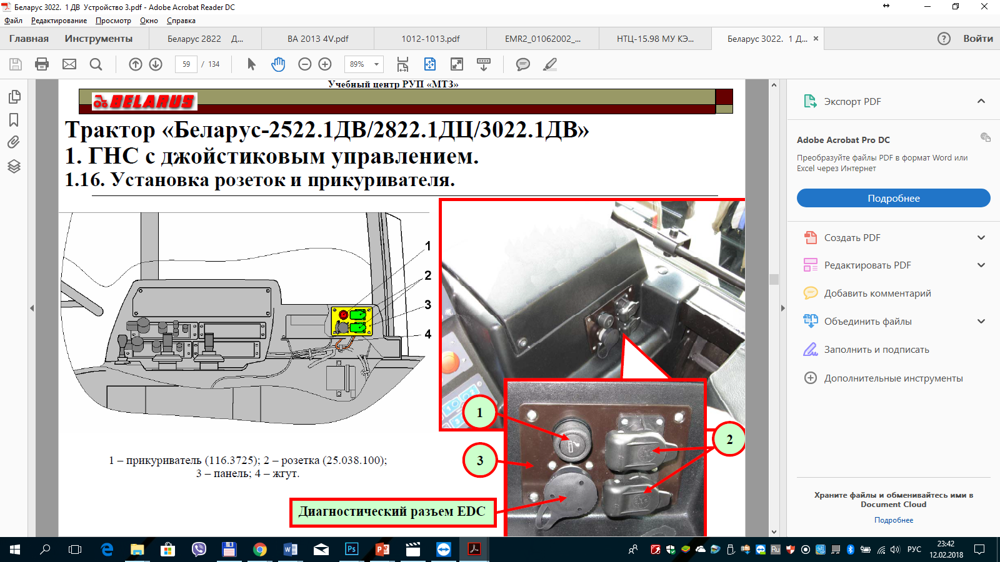 Беларус 3022.  1 ДВ  Устройство 3.pdf - Adobe Acrobat Reader DC
Файл Редактирование Просмотр Окно Справка
Главная Инструменты Беларус 2822 Д... BA 2013 4V.pdf 1012-1013.pdf EMR2_01062002_... НТЦ-15.98 МУ КЭ... Беларус 3022. 1 Д... Войти
59 / 134 89%
Учебный центр РУП «МТЗ»
BELARUS
Трактор «Беларус-2522.1ДВ/2822.1ДЦ/3022.1ДВ»
1. ГНС с джойстиковым управлением.
1.16. Установка розеток и прикуривателя.
1
2
3
4
1
2
3
1 – прикуриватель (116.3725); 2 – розетка (25.038.100);
3 – панель; 4 – жгут.
Диагностический разъем EDC
Экспорт PDF
Adobe Acrobat Pro DC
Преобразуйте файлы PDF в формат Word или
Excel через Интернет
Подробнее
Создать PDF
Редактировать PDF
Добавить комментарий
Объединить файлы
Заполнить и подписать
Дополнительные инструменты
Храните файлы и обменивайтесь ими в
Document Cloud
Подробнее
Ru РУС
23:42
12.02.2018